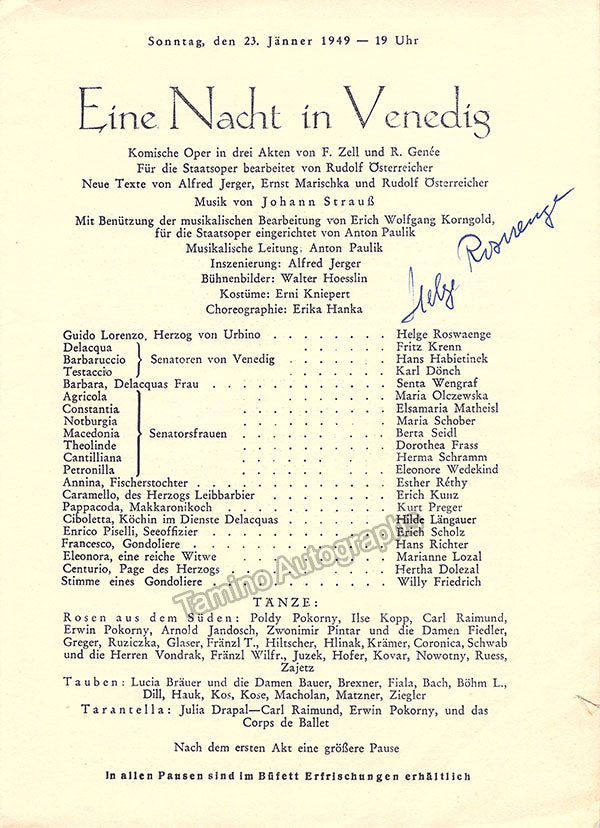 Sonntag, den 23. Jänner 1949 — 19 Uhr
Eine Nacht in Venedig
Komische Oper in drei Akten von F. Zell und R. Genée
Für die Staatsoper bearbeitet von Rudolf Österreicher
Neue Texte von Alfred Jerger, Ernst Marischka und Rudolf Österreicher
Musik von Johann Strauß
Mit Benützung der musikalischen Bearbeitung von Erich Wolfgang Korngold,
für die Staatsoper eingerichtet von Anton Paulik
Musikalische Leitung: Anton Paulik
Inszenierung: Alfred Jerger
Bühnenbilder: Walter Hoesslin
Kostüme: Erni Kniepert
Choreographie: Erika Hanka
Helge Roswenge
Guido Lorenzo, Herzog von Urbino . . . . . . . . Helge Roswaenge
Delacqua . . . . . . . Fritz Krenn
Barbaruccio } Senatoren von Venedig . . . . . . . . Hans Habietinek
Testaccio . . . . . . . Karl Dönch
Barbara, Delacquas Frau . . . . . . . . . . . . . Senta Wengraf
Agricola . . . . . . . . . . . Maria Olczewska
Constantia . . . . . . . . . . . Elsamaria Matheisl
Notburgia . . . . . . . . . . . Maria Schober
Macedonia } Senatorsfrauen . . . . . . . . . . . Berta Seidl
Theolinde . . . . . . . . . . . Dorothea Frass
Cantilliana . . . . . . . . . . . Herma Schramm
Petronilla . . . . . . . . . . . Eleonore Wedekind
Annina, Fischerstochter . . . . . . . . . . . . . Esther Réthy
Caramello, des Herzogs Leibbarbier . . . . . . . . . Erich Kunz
Pappacoda, Makkaronikoch . . . . . . . . . . . . Kurt Preger
Ciboletta, Köchin im Dienste Delacquas . . . . . . . . Hilde Längauer
Enrico Piselli, Seeoffizier . . . . . . . . . . . . Erich Scholz
Francesco, Gondoliere . . . . . . . . . . . . . Hans Richter
Eleonora, eine reiche Witwe . . . . . . . . . . . Marianne Lozal
Centurio, Page des Herzogs . . . . . . . . . . . Hertha Dolezal
Stimme eines Gondoliere . . . . . . . . . . . . . Willy Friedrich
Tamino Autographs
TÄNZE:
Rosen aus dem Süden: Poldy Pokorny, Ilse Kopp, Carl Raimund,
Erwin Pokorny, Arnold Jandosch, Zwonimir Pintar und die Damen Fiedler,
Greger, Ruziczka, Glaser, Fränzl T., Hiltscher, Hlinak, Krämer, Coronica, Schwab
und die Herren Vondrak, Fränzl Wilfr., Juzek, Hofer, Kovar, Nowotny, Ruess,
Zajetz
Tauben: Lucia Bräuer und die Damen Bauer, Brexner, Fiala, Bach, Böhm L.,
Dill, Hauk, Kos, Kose, Macholan, Matzner, Ziegler
Tarantella: Julia Drapal—Carl Raimund, Erwin Pokorny, und das
Corps de Ballet
Nach dem ersten Akt eine größere Pause
In allen Pausen sind im Büfett Erfrischungen erhältlich